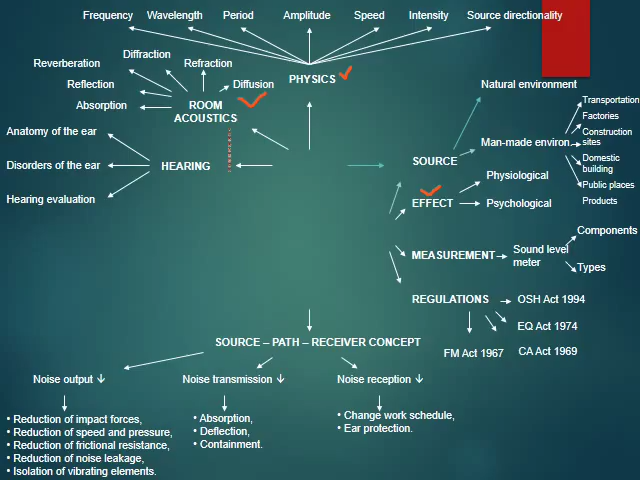 Frequency
Wavelength
Period
Amplitude
Speed
Intensity
Source directionality
Reverberation
Diffraction
Refraction
Reflection
Diffusion
Absorption
PHYSICS
ROOM
ACOUSTICS
Anatomy of the ear
Disorders of the ear
Hearing evaluation
HEARING
SOURCE
Natural environment
Man-made environ.
Transportation
Factories
Construction
sites
Domestic
building
Public places
Products
EFFECT
Physiological
Psychological
MEASUREMENT
Sound level
meter
Components
Types
REGULATIONS
OSH Act 1994
EQ Act 1974
CA Act 1969
FM Act 1967
SOURCE – PATH – RECEIVER CONCEPT
Noise output ↓
Noise transmission ↓
Noise reception ↓
• Reduction of impact forces,
• Reduction of speed and pressure,
• Reduction of frictional resistance,
• Reduction of noise leakage,
• Isolation of vibrating elements.
• Absorption,
• Deflection,
• Containment.
• Change work schedule,
• Ear protection.